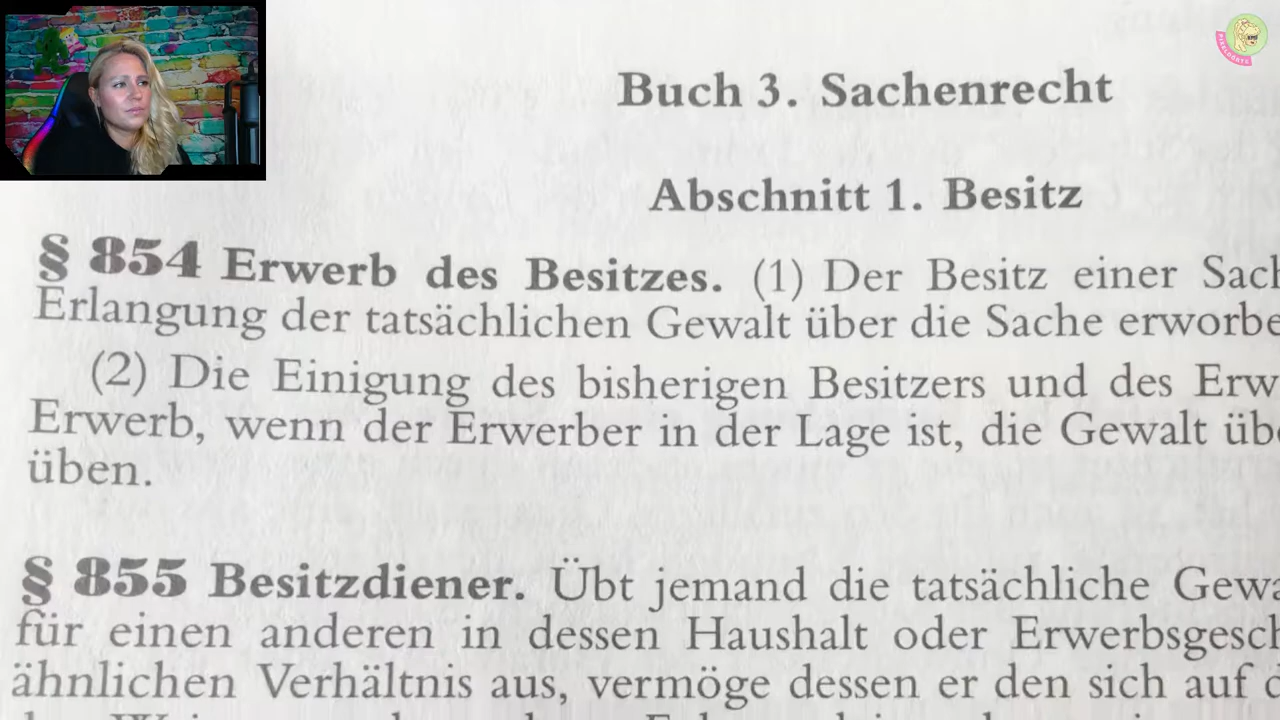 Buch 3. Sachenrecht
Abschnitt 1. Besitz
§ 854 Erwerb des Besitzes. (1) Der Besitz einer Sach
Erlangung der tatsächlichen Gewalt über die Sache erworbe
(2) Die Einigung des bisherigen Besitzers und des Erw
Erwerb, wenn der Erwerber in der Lage ist, die Gewalt übe
üben.
§ 855 Besitzdiener. Übt jemand die tatsächliche Gewa
für einen anderen in dessen Haushalt oder Erwerbsgesch
ähnlichen Verhältnis aus, vermöge dessen er den sich auf d